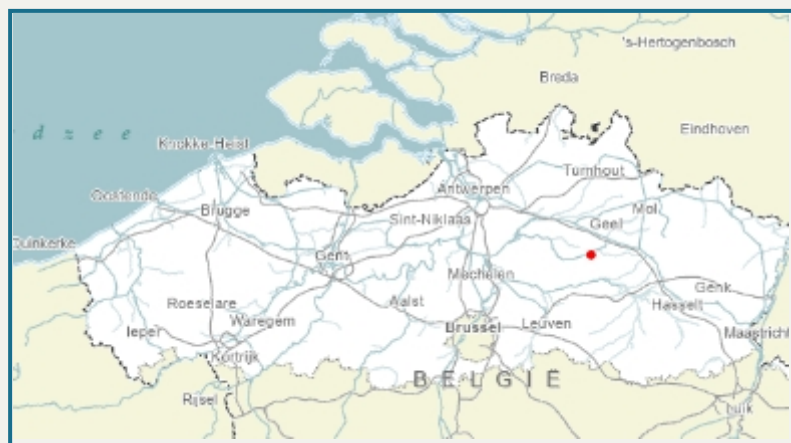 's-Hertogenbosch
Breda
dzee
Eindhoven
Knokke-Heist
Turnhout
Antwerpen
Oostende
Mol
Brugge
Sint-Niklaas
Geel
Duinkerke
Gent
Mechelen
Genk
Roeselare
Aalst
Hasselt
Ieper
Waregem
Brussel
Leuven
Maastricht
Kortrijk
BELGIË
Rijsel
Luik